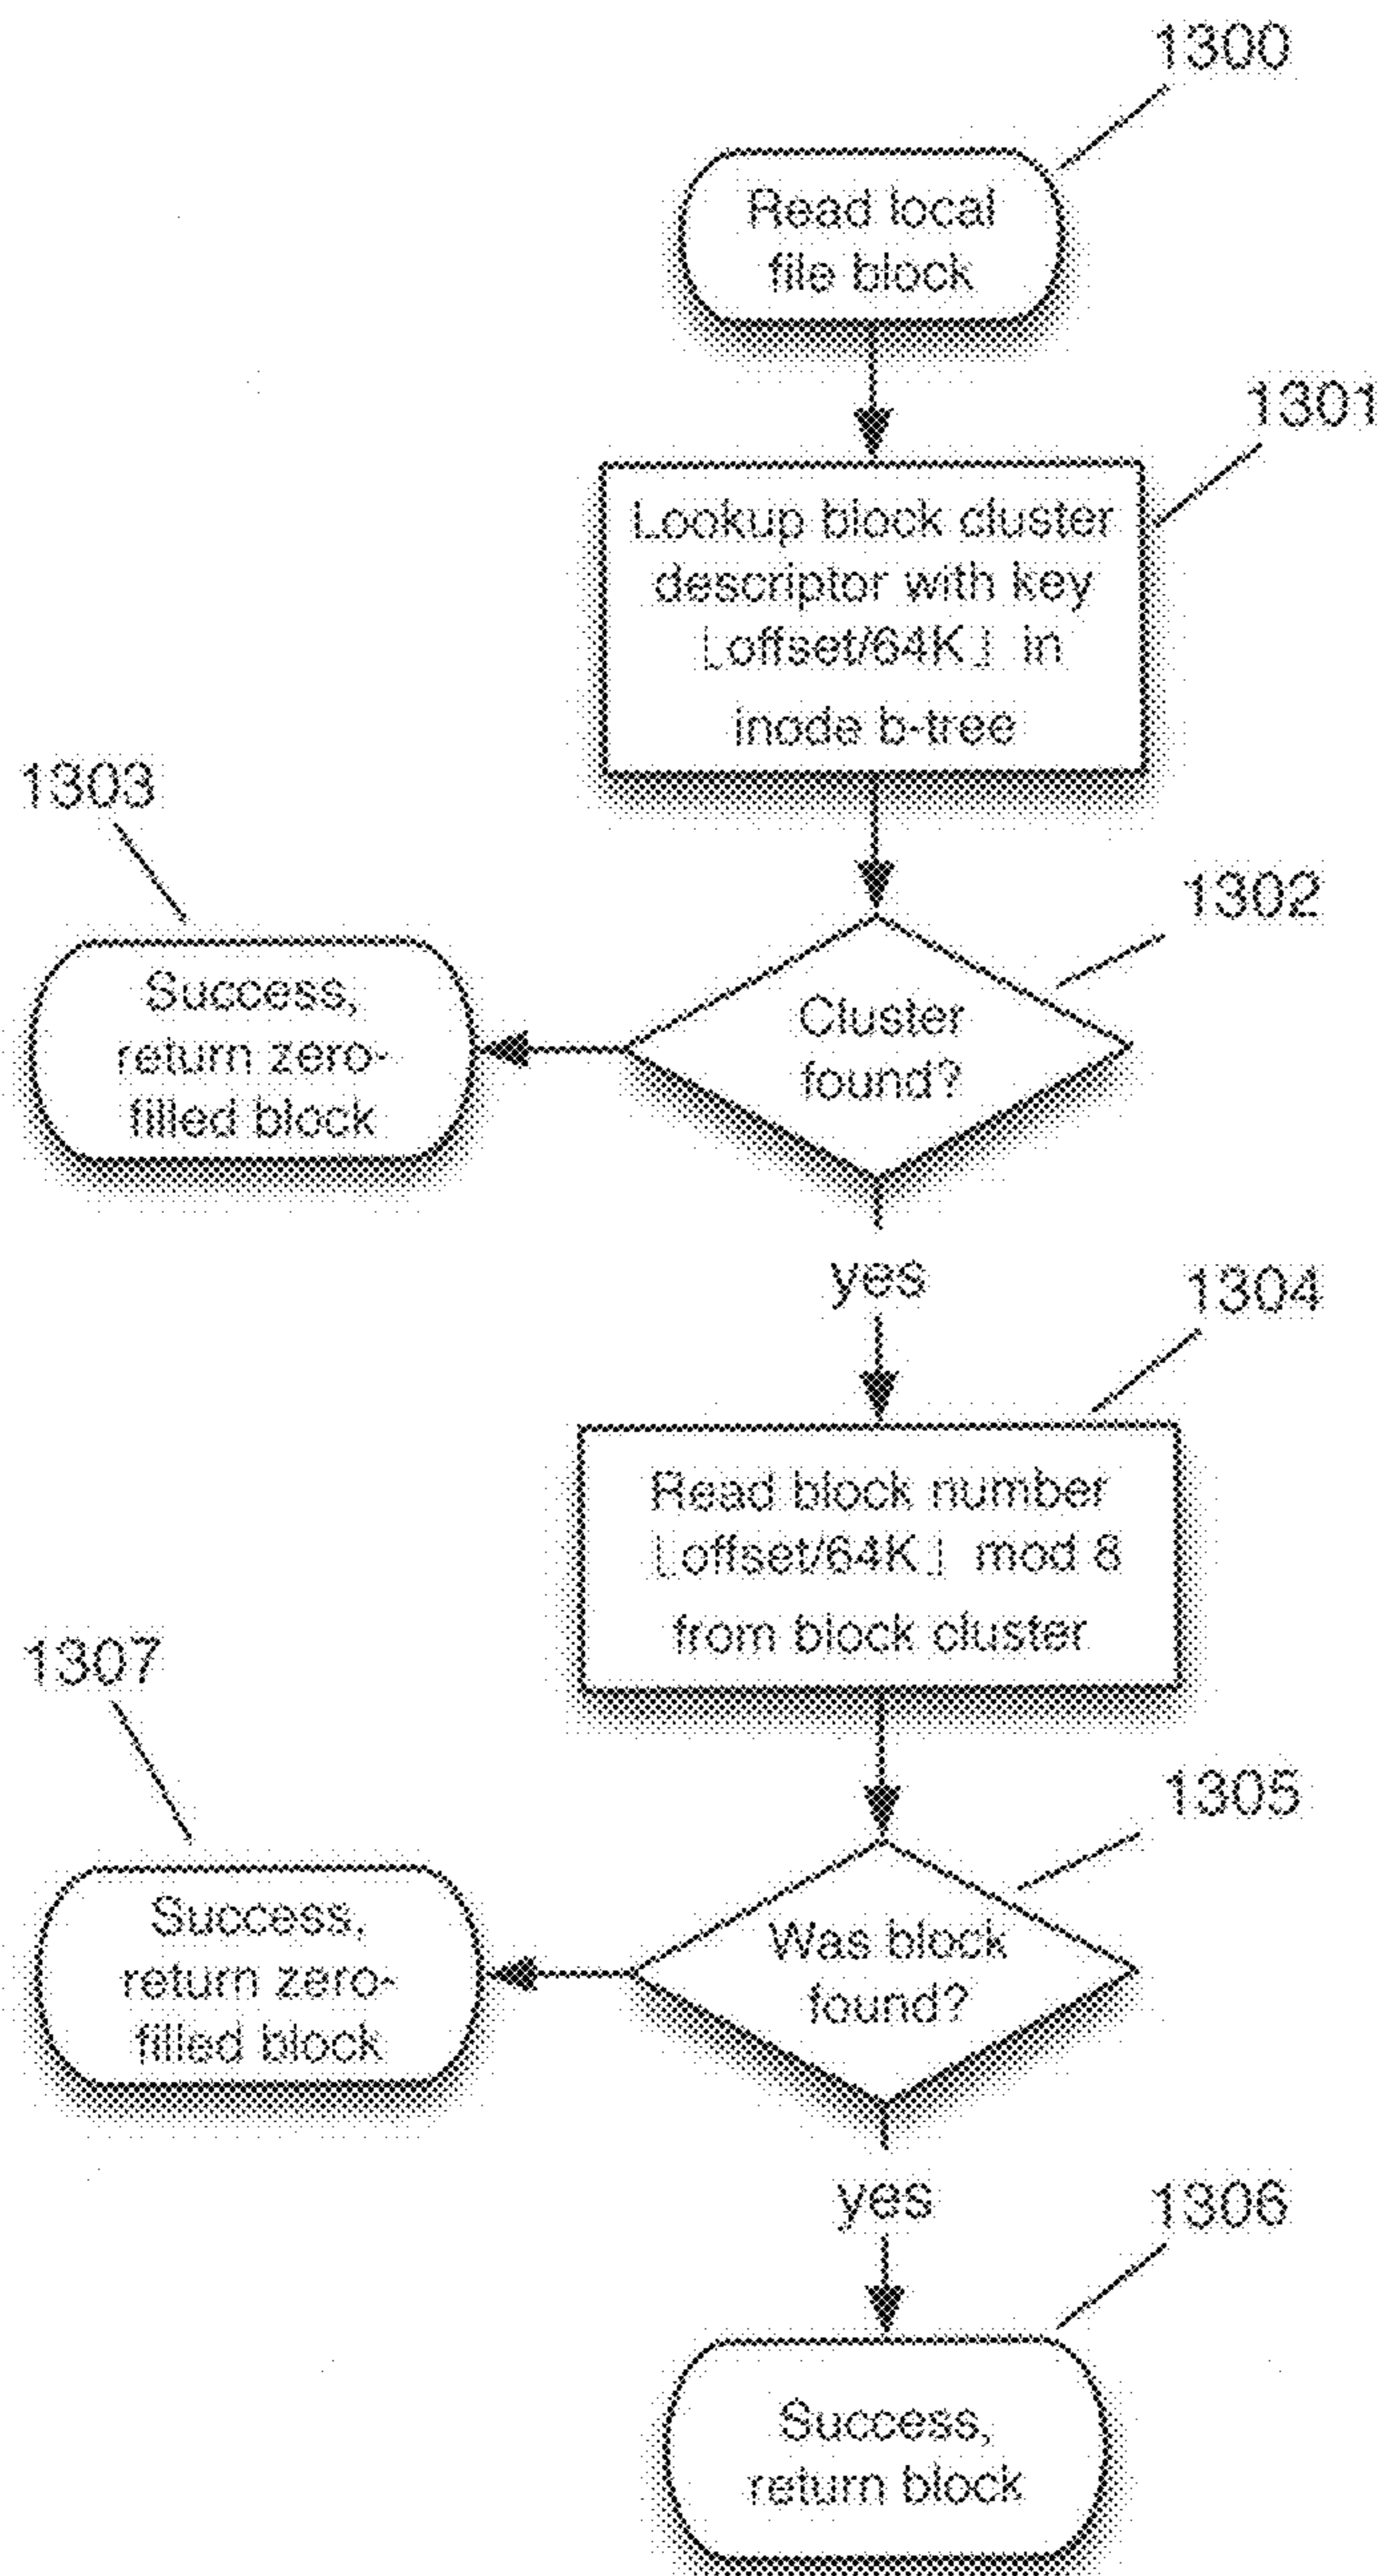 1300
Read local
file block
1301
Lookup block cluster
descriptor with key
⌊offset/64K⌋ in
inode b-tree
1303
1302
Success,
return zero-
filled block
Cluster
found?
yes
1304
Read block number
⌊offset/64K⌋ mod 8
from block cluster
1307
1305
Success,
return zero-
filled block
Was block
found?
yes
1306
Success,
return block